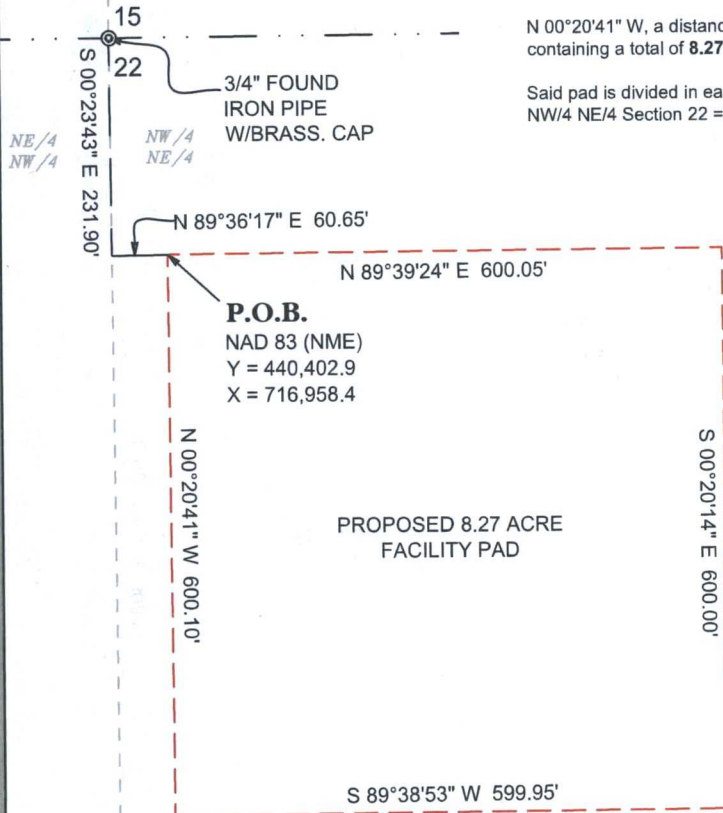 15
22
N 00°20'41" W, a distanc
containing a total of 8.27
Said pad is divided in ea
NW/4 NE/4 Section 22 =
3/4" FOUND
IRON PIPE
W/BRASS. CAP
S 00°23'43" E 231.90'
NE/4
NW/4
NW/4
NE/4
N 89°36'17" E 60.65'
N 89°39'24" E 600.05'
P.O.B.
NAD 83 (NME)
Y = 440,402.9
X = 716,958.4
N 00°20'41" W 600.10'
PROPOSED 8.27 ACRE
FACILITY PAD
S 00°20'14" E 600.00'
S 89°38'53" W 599.95'